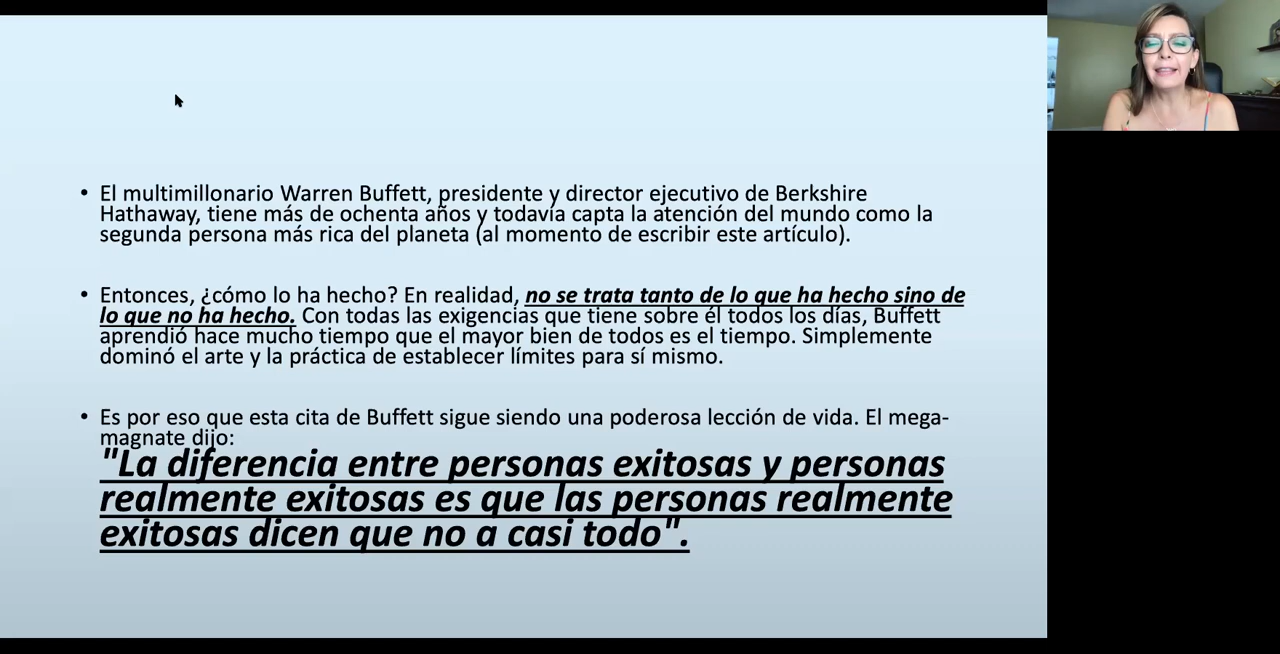 • El multimillonario Warren Buffett, presidente y director ejecutivo de Berkshire
Hathaway, tiene más de ochenta años y todavía capta la atención del mundo como la
segunda persona más rica del planeta (al momento de escribir este artículo).
• Entonces, ¿cómo lo ha hecho? En realidad, no se trata tanto de lo que ha hecho sino de
lo que no ha hecho. Con todas las exigencias que tiene sobre él todos los días, Buffett
aprendió hace mucho tiempo que el mayor bien de todos es el tiempo. Simplemente
dominó el arte y la práctica de establecer límites para sí mismo.
• Es por eso que esta cita de Buffett sigue siendo una poderosa lección de vida. El mega-
magnate dijo:
"La diferencia entre personas exitosas y personas
realmente exitosas es que las personas realmente
exitosas dicen que no a casi todo".